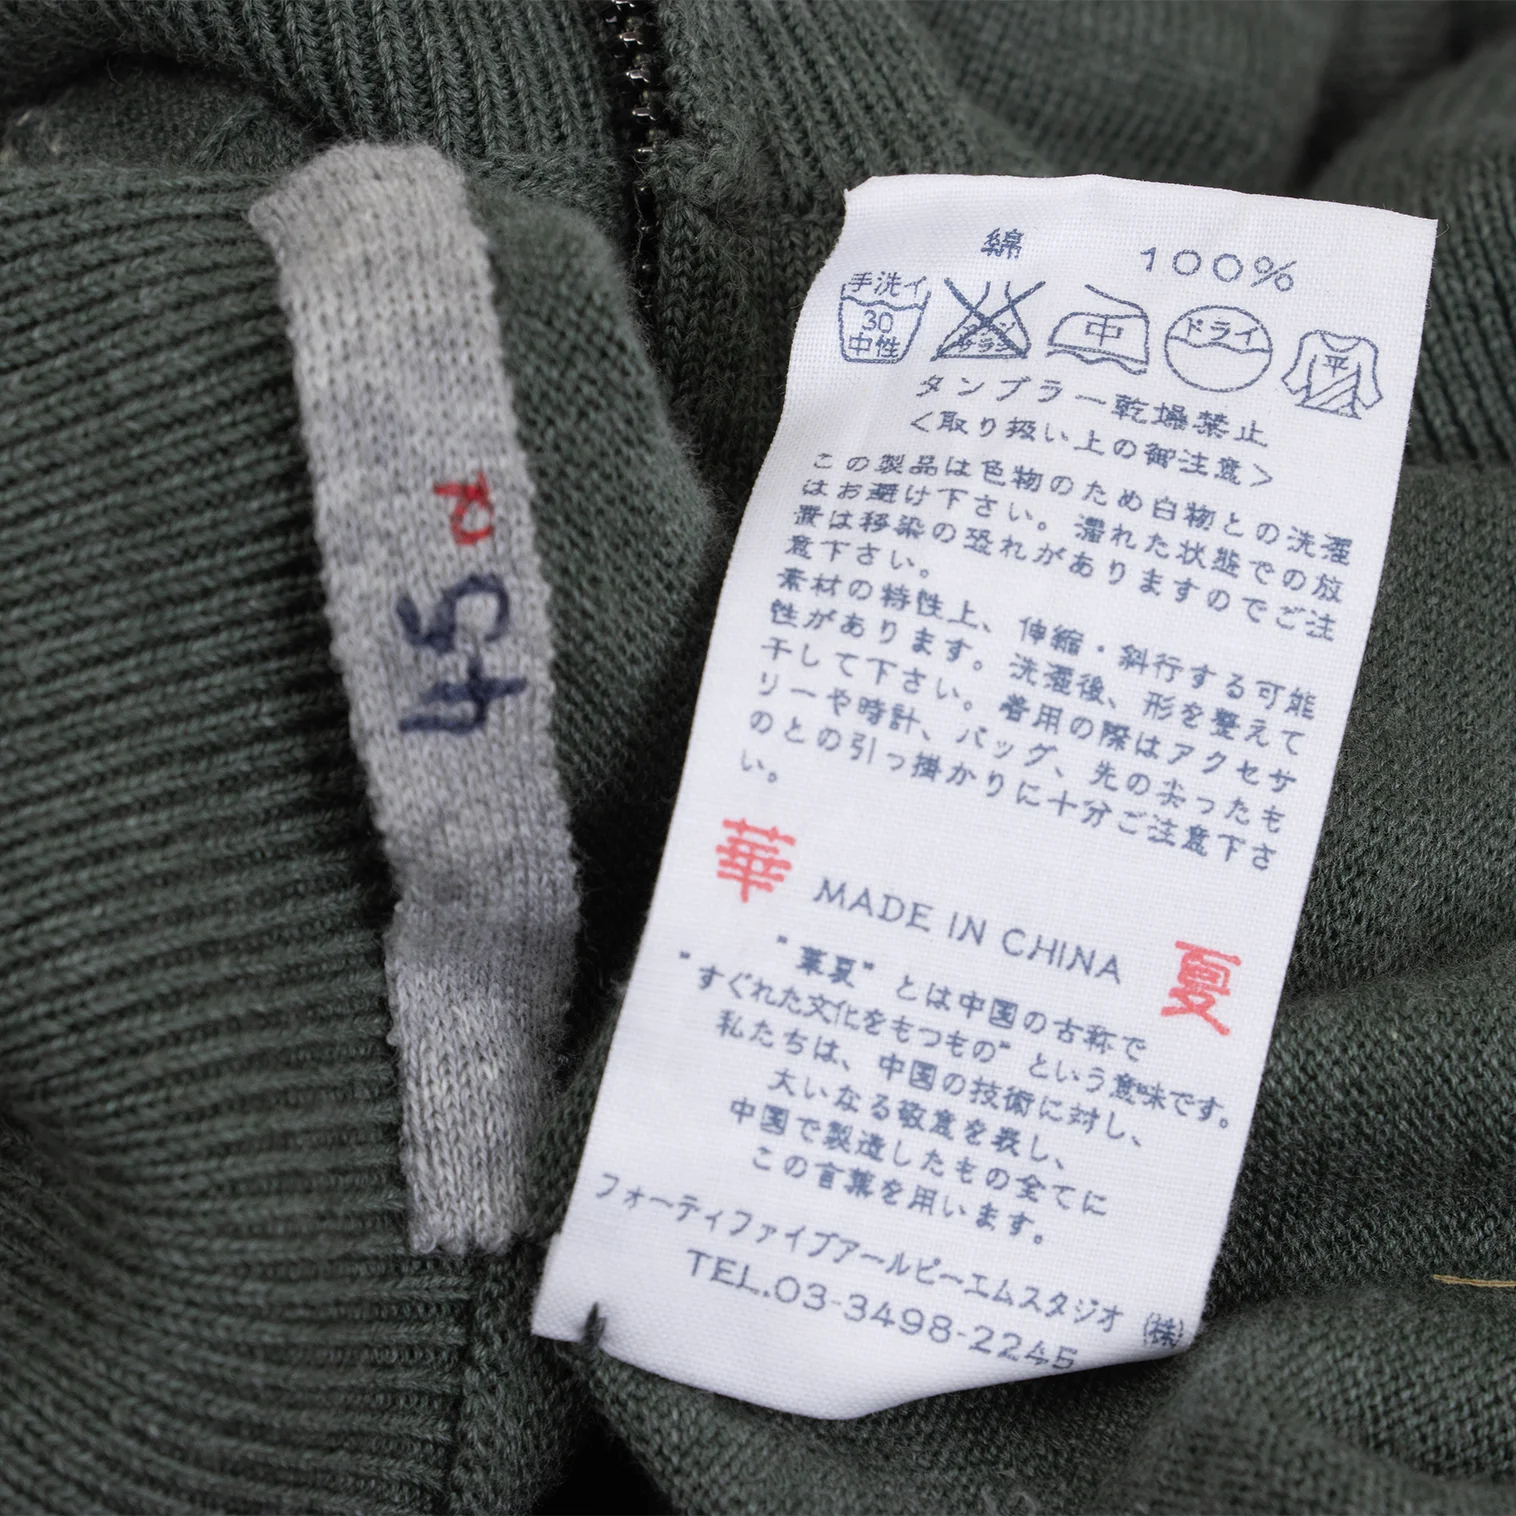 45R
綿 100%
手洗イ 30 中性
エンソ サラシ
中
ドライ
平
タンブラー乾燥禁止
<取り扱い上の御注意>
この製品は色物のため白物との洗濯
はお避け下さい。濡れた状態での放
置は移染の恐れがありますのでご注
意下さい。
素材の特性上、伸縮・斜行する可能
性があります。洗濯後、形を整えて
干して下さい。着用の際はアクセサ
リーや時計、バッグ、先の尖ったも
のとの引っ掛かりに十分ご注意下さ
い。
華 MADE IN CHINA 夏
"華夏"とは中国の古称で
"すぐれた文化をもつもの"という意味です。
私たちは、中国の技術に対し、
大いなる敬意を表し、
中国で製造したもの全てに
この言葉を用います。
フォーティファイブアールピーエムスタジオ ㈱
TEL.03-3498-2245